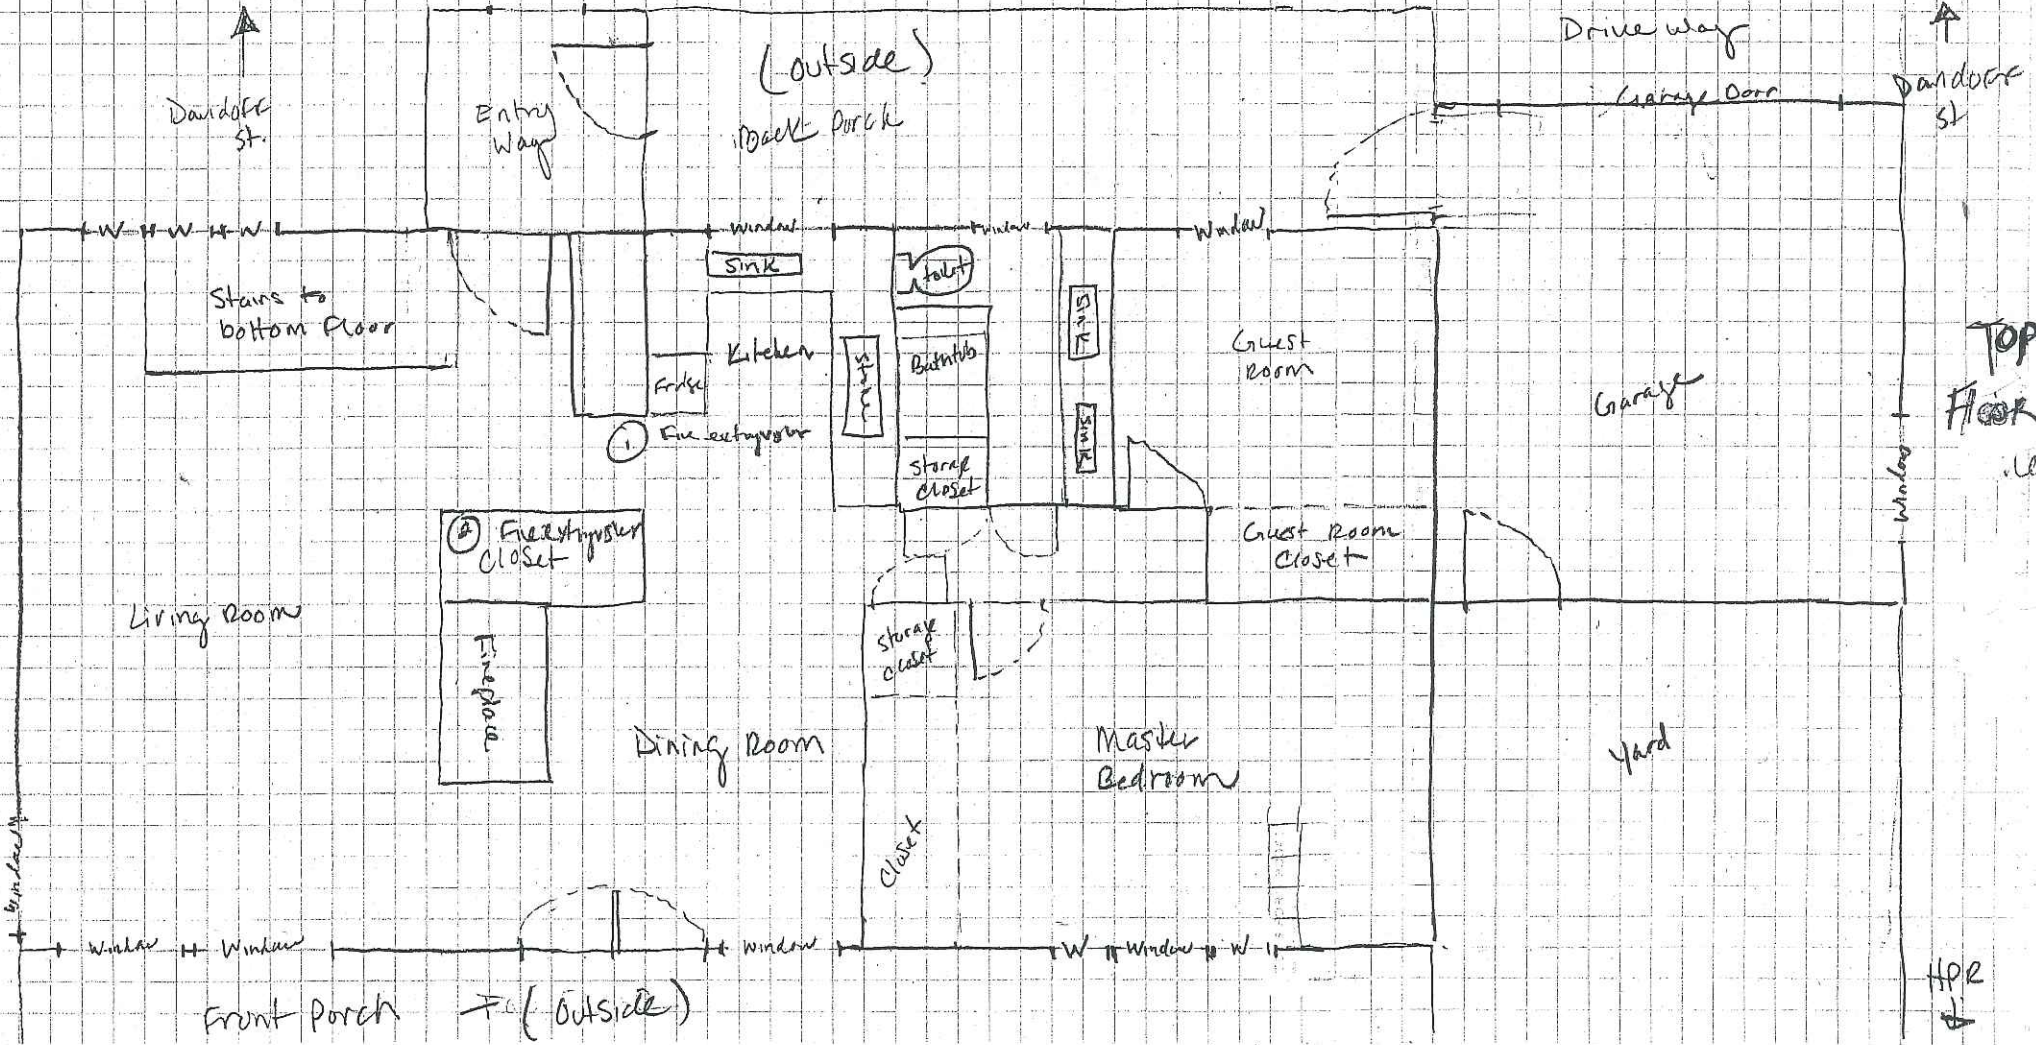 Drive Way
(outside)
Garage Door
Entry
Way
Back Porch
St.
St
W W W
Window
Window
Window
Sink
toilet
Stairs to
bottom Floor
Sink
Kitchen
Stove
Bathtub
Guest
Room
Top
Floor
Garage
Fridge
1
Fire extinguisher
Sink
Storage
Closet
Window
2 Fire extinguisher
Closet
Guest Room
Closet
Living Room
Storage
Closet
Fireplace
Dining Room
Master
Bedroom
Yard
Closet
Window
Window
Window
Window
W Window W
HPR
Front Porch
(outside)